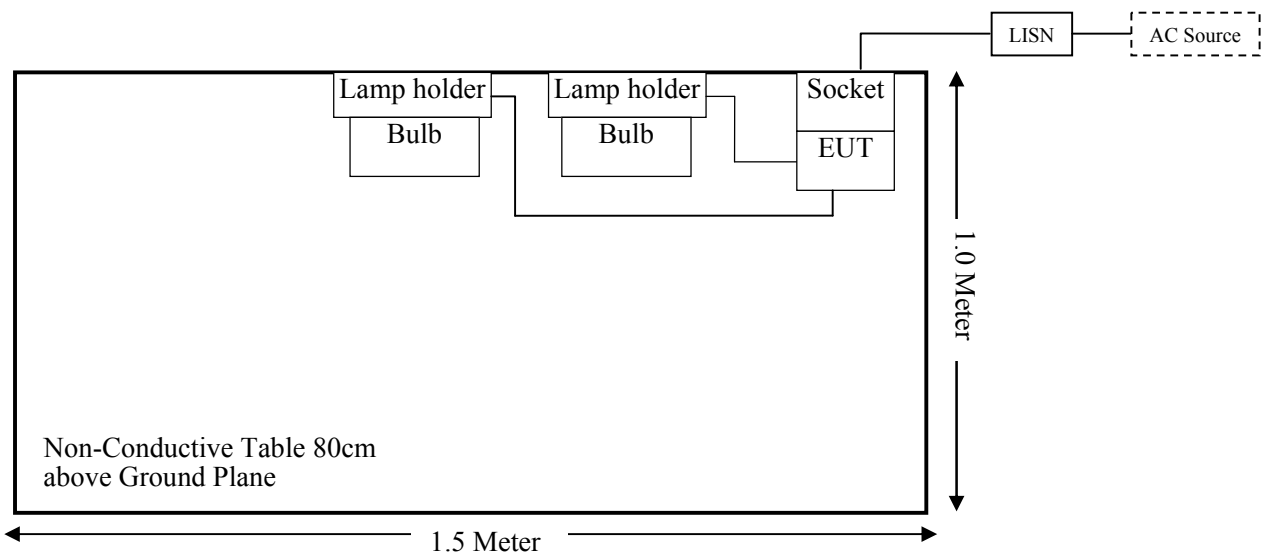 LISN
AC Source
Lamp holder
Lamp holder
Socket
Bulb
Bulb
EUT
1.0 Meter
Non-Conductive Table 80cm
above Ground Plane
1.5 Meter